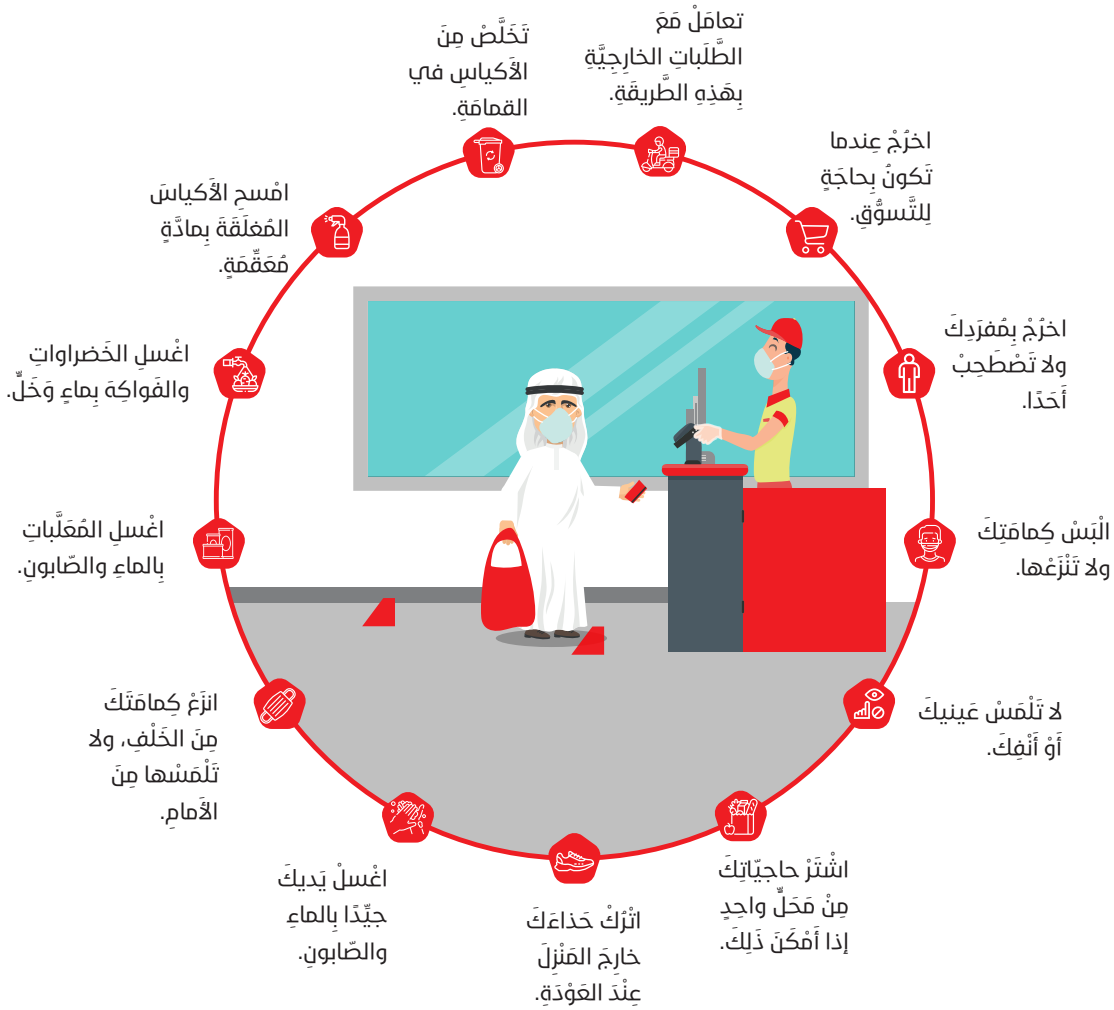 تعامَلْ مَعَ
الطَّلَباتِ الخارِجِيَّةِ
بِهَذِهِ الطَّريقَةِ.
اخرُجْ عِندما
تَكونُ بِحاجَةٍ
لِلتَّسوُّقِ.
اخرُجْ بِمُفرَدِكَ
ولا تَصْطَحِبْ
أَحَدًا.
الْبَسْ كِمامَتِكَ
ولا تَنْزَعْها.
لا تَلْمَسْ عَينيكَ
أَوْ أَنْفِكَ.
اشْتَرْ حاجيّاتِكَ
مِنْ مَحَلٍّ واحِدٍ
إذا أَمْكَنَ ذَلِكَ.
اتْرُكْ حَذاءَكَ
خارِجَ المَنْزِلَ
عِنْدَ العَوْدَةِ.
اغْسلْ يَديكَ
جيِّدًا بِالماءِ
والصّابونِ.
انزَعْ كِمامَتَكَ
مِنَ الخَلْفِ، ولا
تَلْمَسْها مِنَ
الأَمامِ.
اغْسلِ المُعَلَّباتِ
بِالماءِ والصّابونِ.
اغْسلِ الخَضراواتِ
والفَواكِهَ بِماءٍ وَخَلٍّ.
امْسحِ الأَكياسَ
المُغلَقَةَ بِمادَّةٍ
مُعَقِّمَةٍ.
تَخَلَّصْ مِنَ
الأَكياسِ في
القمامَةِ.